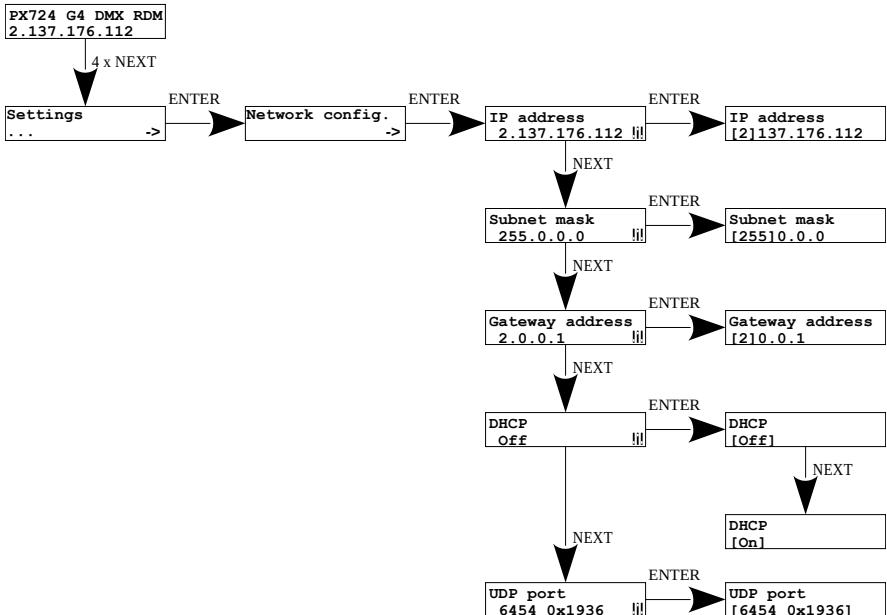 PX724 G4 DMX RDM
2.137.176.112
4 x NEXT
Settings
... ->
ENTER
Network config.
->
ENTER
IP address
2.137.176.112 !i!
ENTER
IP address
[2]137.176.112
NEXT
Subnet mask
255.0.0.0 !i!
ENTER
Subnet mask
[255]0.0.0
NEXT
Gateway address
2.0.0.1 !i!
ENTER
Gateway address
[2]0.0.1
NEXT
DHCP
Off !i!
ENTER
DHCP
[Off]
NEXT
DHCP
[On]
NEXT
UDP port
6454 0x1936 !i!
ENTER
UDP port
[6454 0x1936]